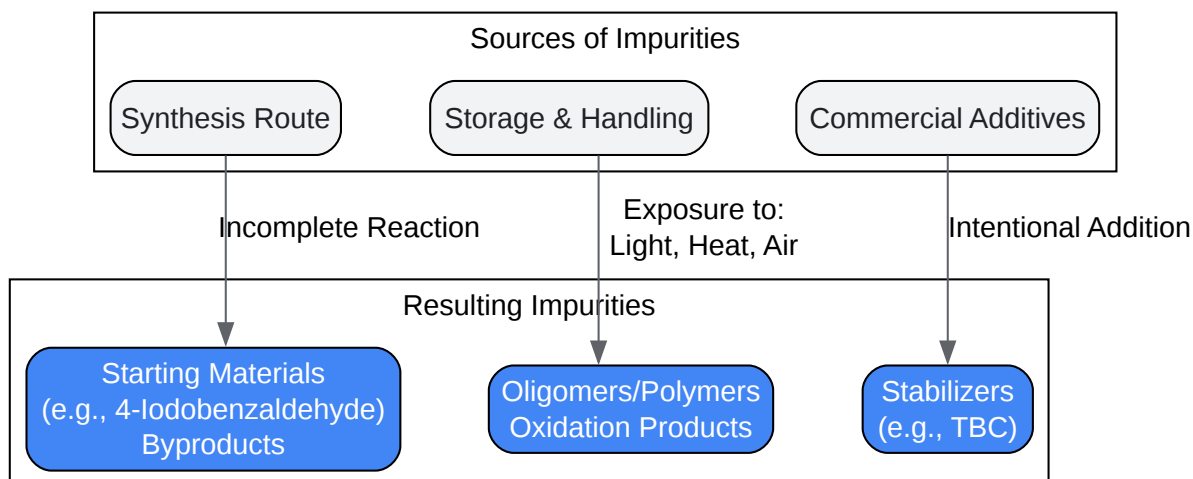 Sources of Impurities
Synthesis Route
Storage & Handling
Commercial Additives
Incomplete Reaction
Exposure to:
Light, Heat, Air
Intentional Addition
Resulting Impurities
Starting Materials
(e.g., 4-Iodobenzaldehyde)
Byproducts
Oligomers/Polymers
Oxidation Products
Stabilizers
(e.g., TBC)